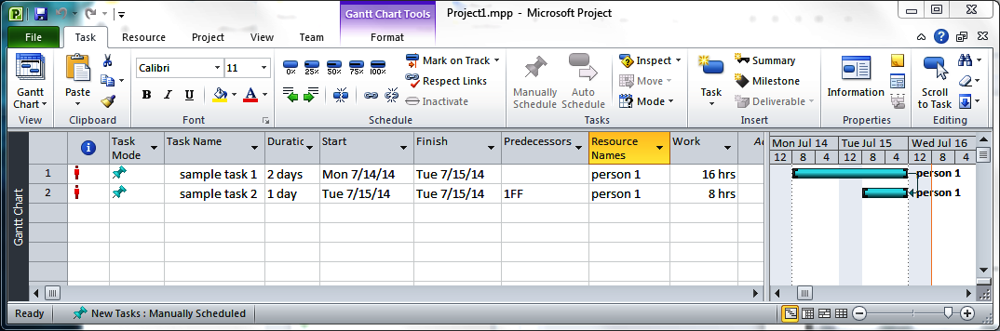 Gantt Chart Tools
Project1.mpp - Microsoft Project
File Task Resource Project View Team Format
Gantt Chart
View
Paste
Clipboard
Calibri 11
B I U A
Font
0% 25% 50% 75% 100%
Mark on Track
Respect Links
Inactivate
Schedule
Manually Schedule
Auto Schedule
Inspect
Move
Mode
Tasks
Task
Summary
Milestone
Deliverable
Insert
Information
Properties
Scroll to Task
Editing
Task Mode Task Name Duratic Start Finish Predecessors Resource Names Work Ac
1 sample task 1 2 days Mon 7/14/14 Tue 7/15/14 person 1 16 hrs
2 sample task 2 1 day Tue 7/15/14 Tue 7/15/14 1FF person 1 8 hrs
Mon Jul 14 Tue Jul 15 Wed Jul 16
12 8 4 12 8 4 12 8 4
person 1
person 1
Gantt Chart
Ready New Tasks : Manually Scheduled